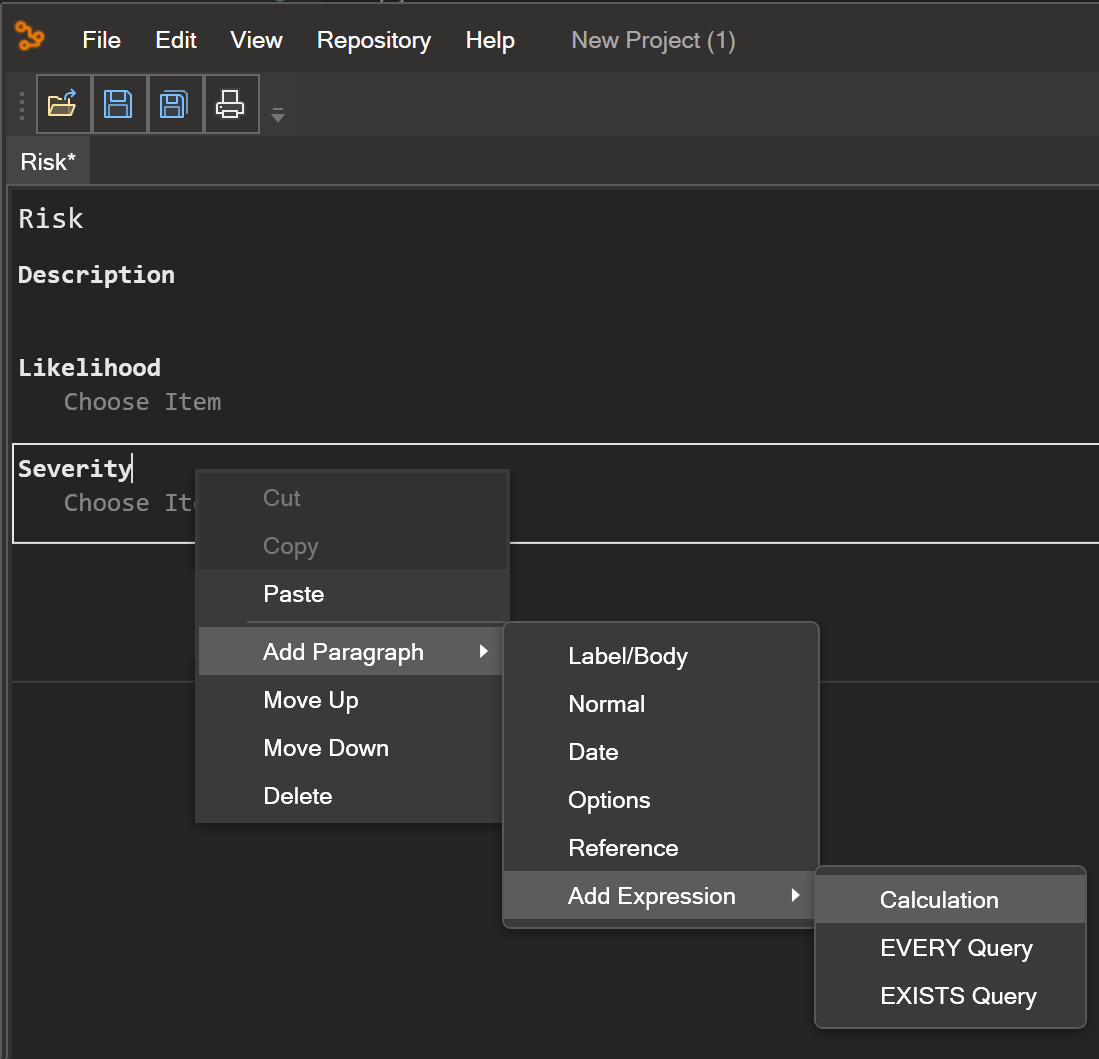 File Edit View Repository Help New Project (1)
Risk*
Risk
Description
Likelihood
Choose Item
Severity
Choose
Cut
Copy
Paste
Add Paragraph
Move Up
Move Down
Delete
Label/Body
Normal
Date
Options
Reference
Add Expression
Calculation
EVERY Query
EXISTS Query